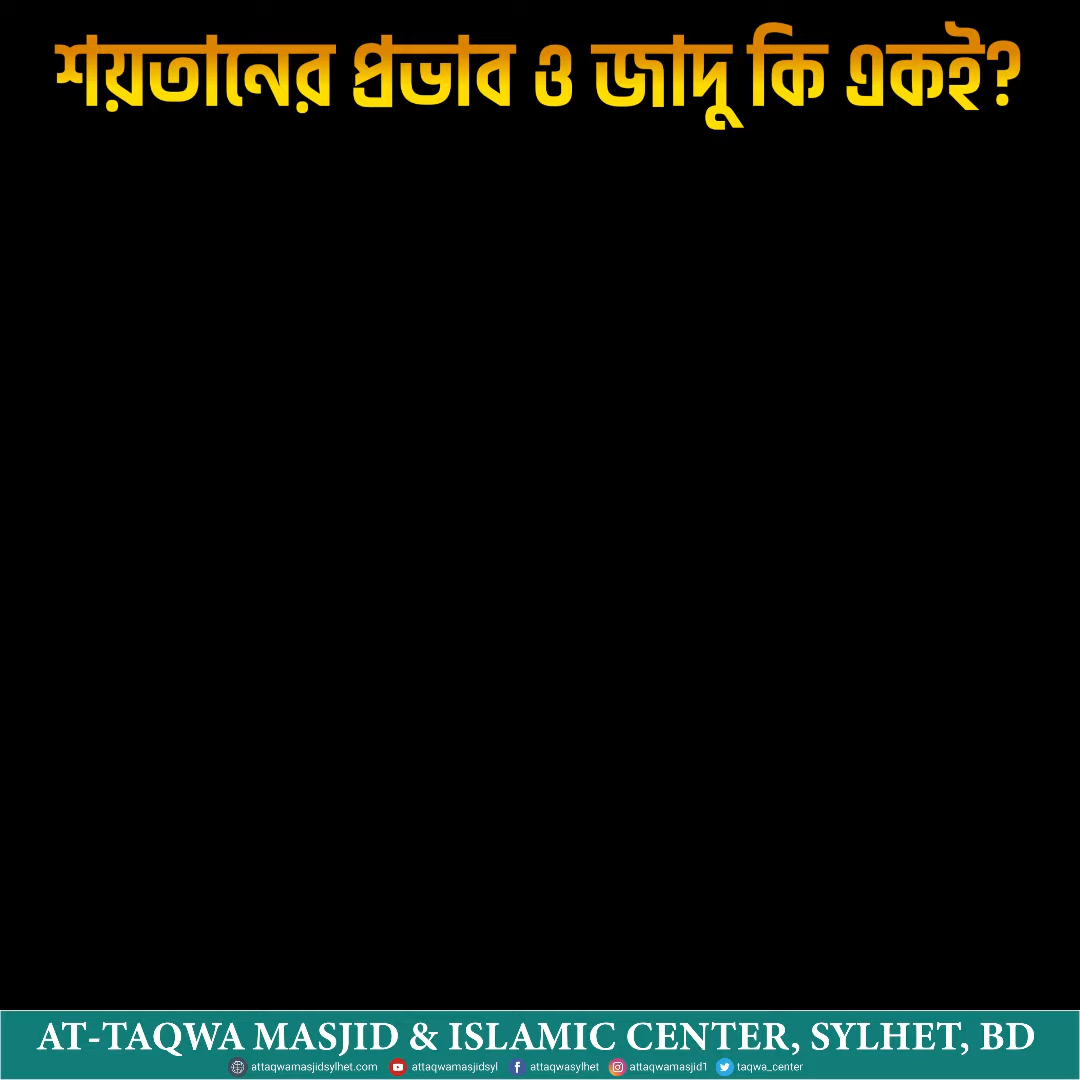 শয়তানের প্রভাব ও জাদু কি একই?
AT-TAQWA MASJID & ISLAMIC CENTER, SYLHET, BD
attaqwamasjidsylhet.com attaqwamasjidsyl attaqwasylhet attaqwamasjid1 taqwa_center